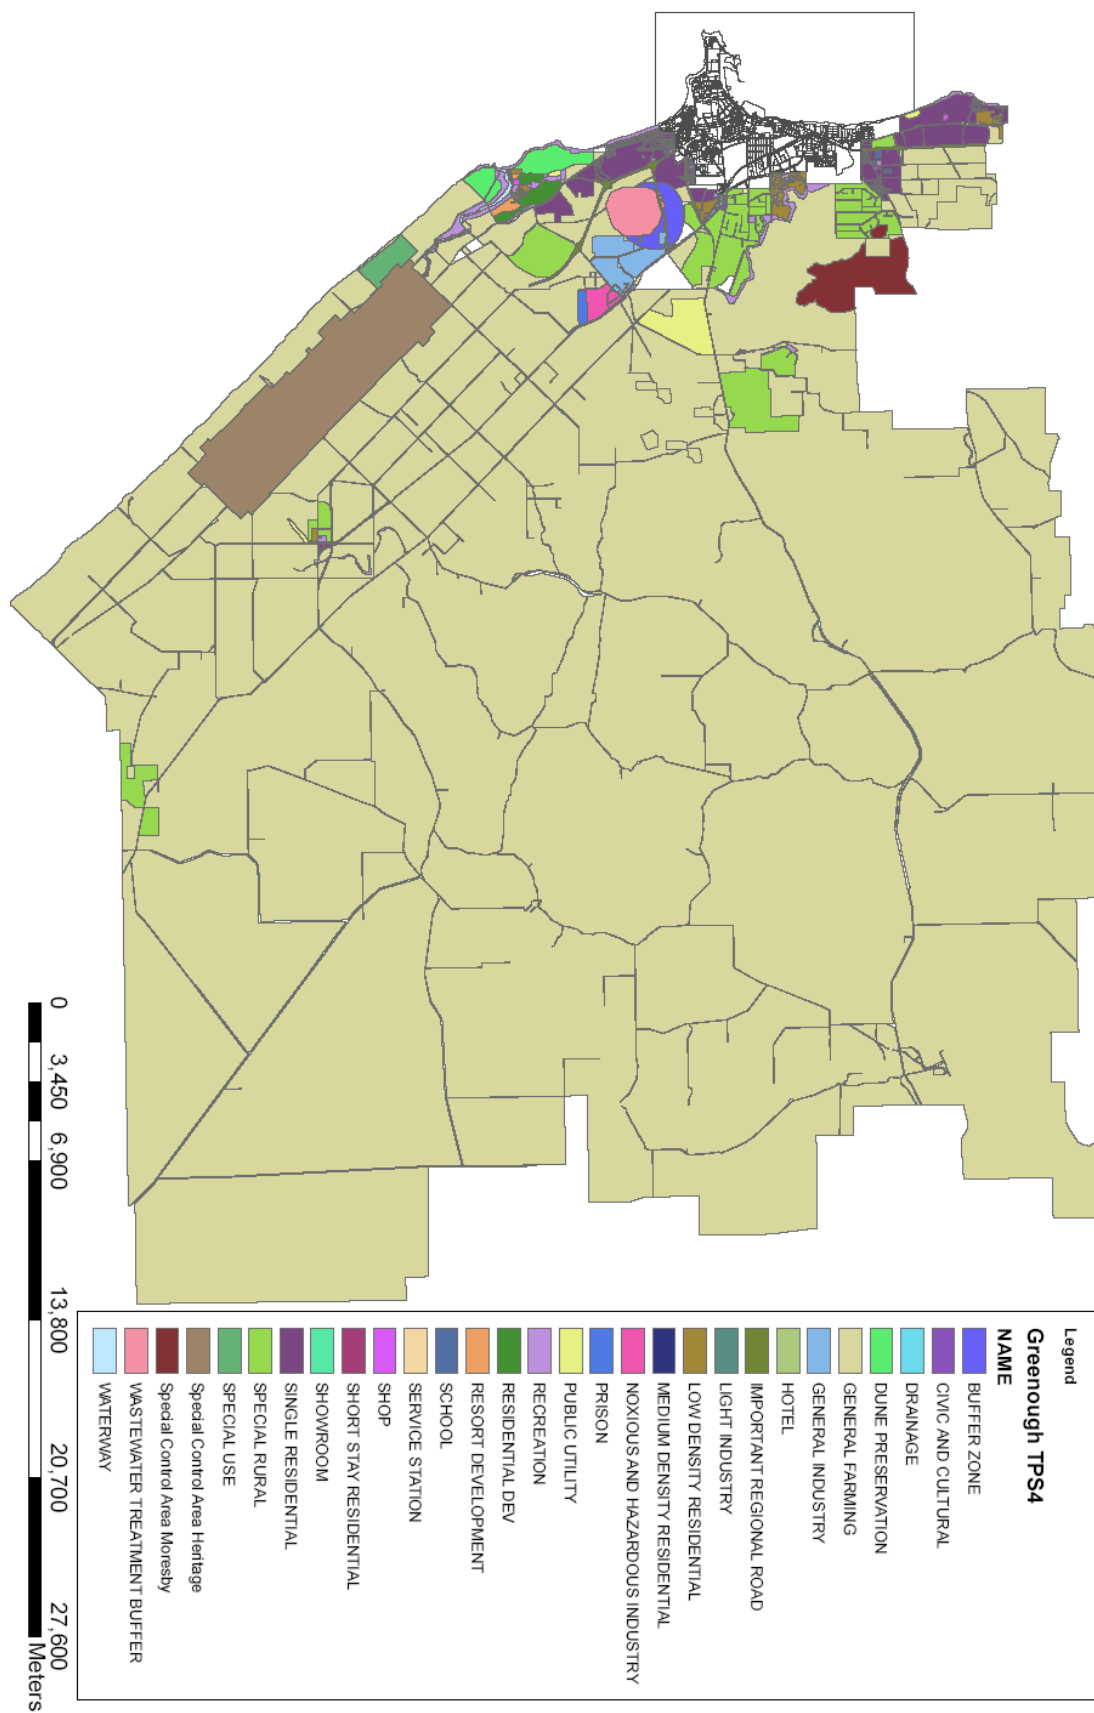 Legend
Greenough TPS4
NAME
BUFFER ZONE
CIVIC AND CULTURAL
DRAINAGE
DUNE PRESERVATION
GENERAL FARMING
GENERAL INDUSTRY
HOTEL
IMPORTANT REGIONAL ROAD
LIGHT INDUSTRY
LOW DENSITY RESIDENTIAL
MEDIUM DENSITY RESIDENTIAL
NOXIOUS AND HAZARDOUS INDUSTRY
PRISON
PUBLIC UTILITY
RECREATION
RESIDENTIAL DEV
RESORT DEVELOPMENT
SCHOOL
SERVICE STATION
SHOP
SHORT STAY RESIDENTIAL
SHOWROOM
SINGLE RESIDENTIAL
SPECIAL RURAL
SPECIAL USE
Special Control Area Heritage
Special Control Area Moresby
WASTEWATER TREATMENT BUFFER
WATERWAY
0 3,450 6,900 13,800 20,700 27,600
Meters